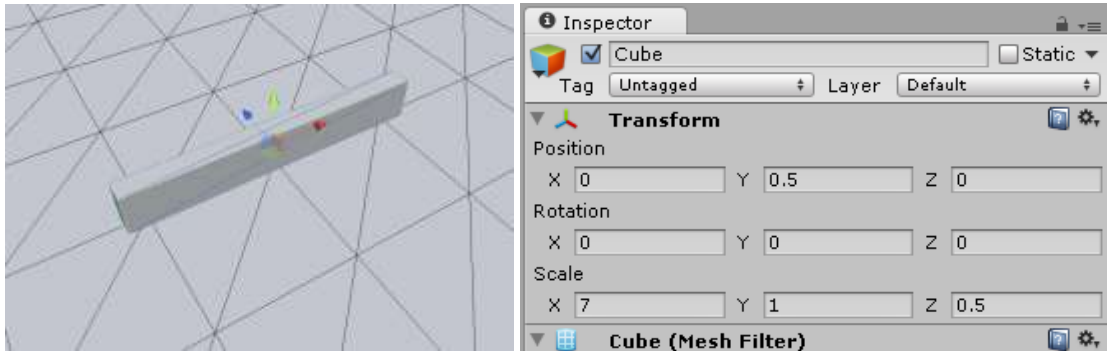 Inspector
Cube Static
Tag Untagged Layer Default
Transform
Position
X 0 Y 0.5 Z 0
Rotation
X 0 Y 0 Z 0
Scale
X 7 Y 1 Z 0.5
Cube (Mesh Filter)